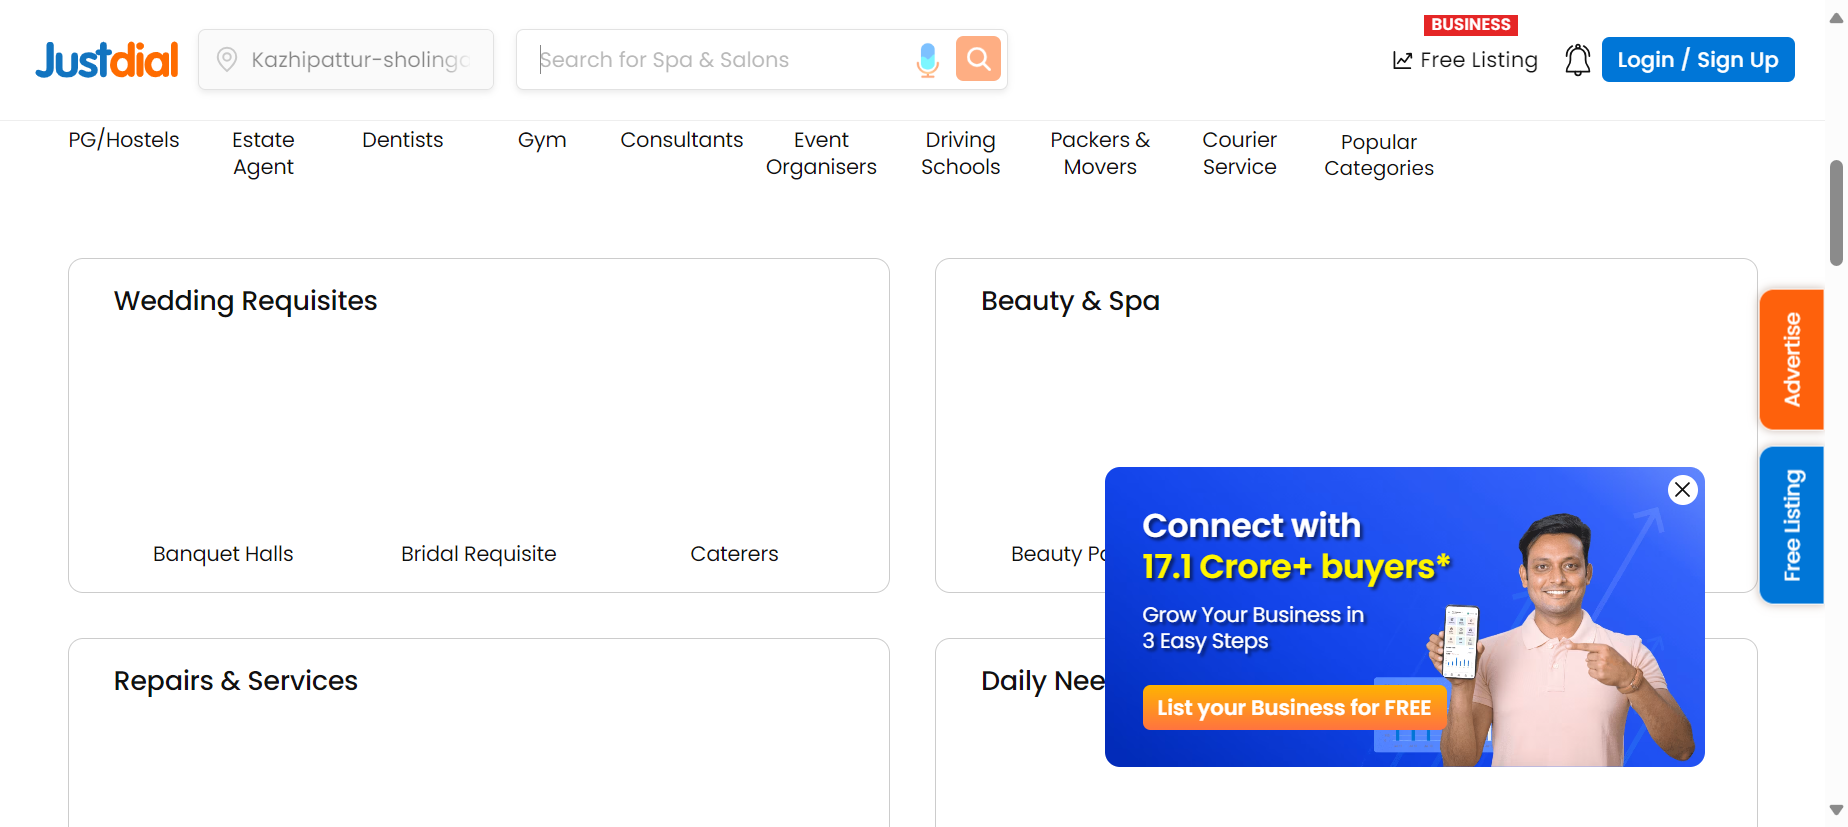 BUSINESS
Justdial
Kazhipattur-sholinga
Search for Spa & Salons
Free Listing
Login / Sign Up
PG/Hostels
Estate
Agent
Dentists
Gym
Consultants
Event
Organisers
Driving
Schools
Packers &
Movers
Courier
Service
Popular
Categories
Wedding Requisites
Banquet Halls
Bridal Requisite
Caterers
Beauty & Spa
Beauty Pa
Advertise
Free Listing
Connect with
17.1 Crore+ buyers*
Grow Your Business in
3 Easy Steps
List your Business for FREE
Repairs & Services
Daily Nee